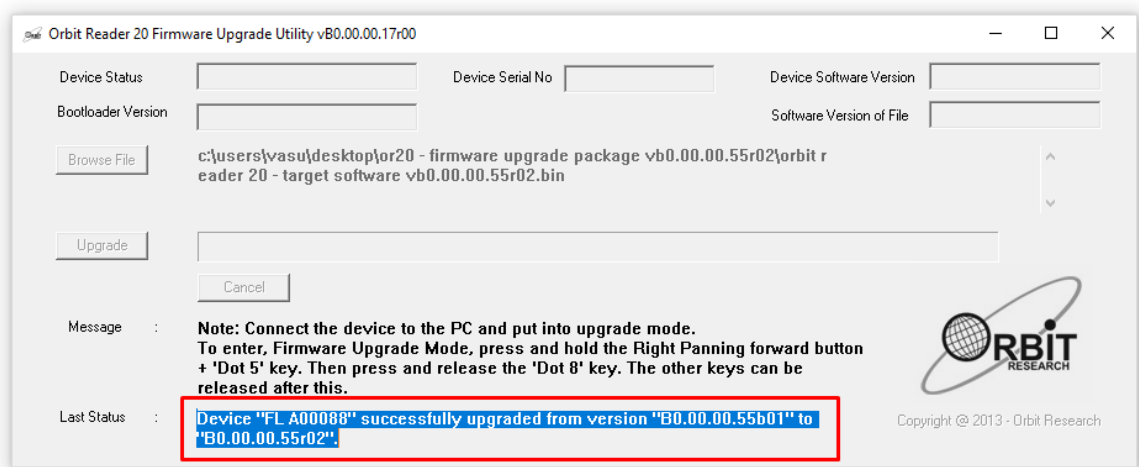 Orbit Reader 20 Firmware Upgrade Utility vB0.00.00.17r00
Device Status
Device Serial No
Device Software Version
Bootloader Version
Software Version of File
Browse File
c:\users\vasu\desktop\or20 - firmware upgrade package vb0.00.00.55r02\orbit r
eader 20 - target software vb0.00.00.55r02.bin
Upgrade
Cancel
Message :
Note: Connect the device to the PC and put into upgrade mode.
To enter, Firmware Upgrade Mode, press and hold the Right Panning forward button
+ 'Dot 5' key. Then press and release the 'Dot 8' key. The other keys can be
released after this.
ORBIT
RESEARCH
Last Status :
Device "FL A00088" successfully upgraded from version "B0.00.00.55b01" to
"B0.00.00.55r02".
Copyright @ 2013 - Orbit Research